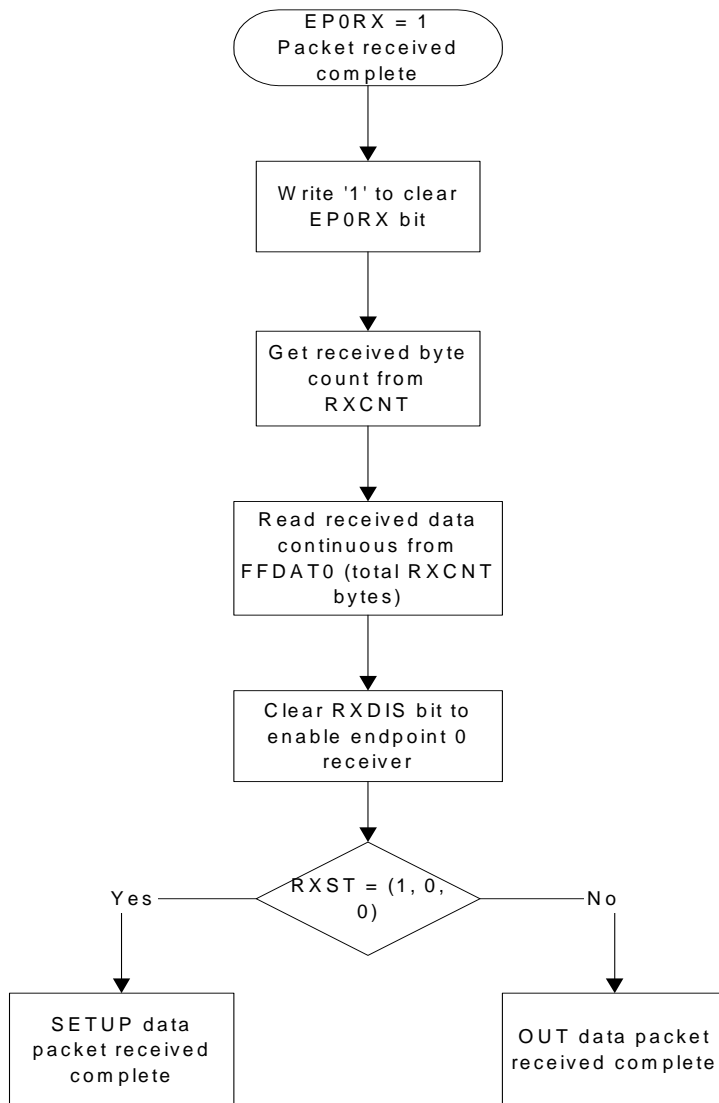 EP0RX = 1
Packet received
complete
Write '1' to clear
EP0RX bit
Get received byte
count from
RXCNT
Read received data
continuous from
FFDAT0 (total RXCNT
bytes)
Clear RXDIS bit to
enable endpoint 0
receiver
RXST = (1, 0,
0)
Yes
No
SETUP data
packet received
complete
OUT data packet
received complete